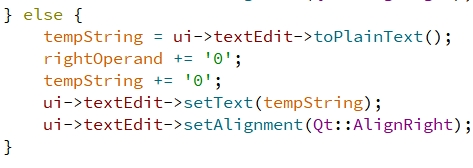 } else {
tempString = ui->textEdit->toPlainText();
rightOperand += '0';
tempString += '0';
ui->textEdit->setText(tempString);
ui->textEdit->setAlignment(Qt::AlignRight);
}